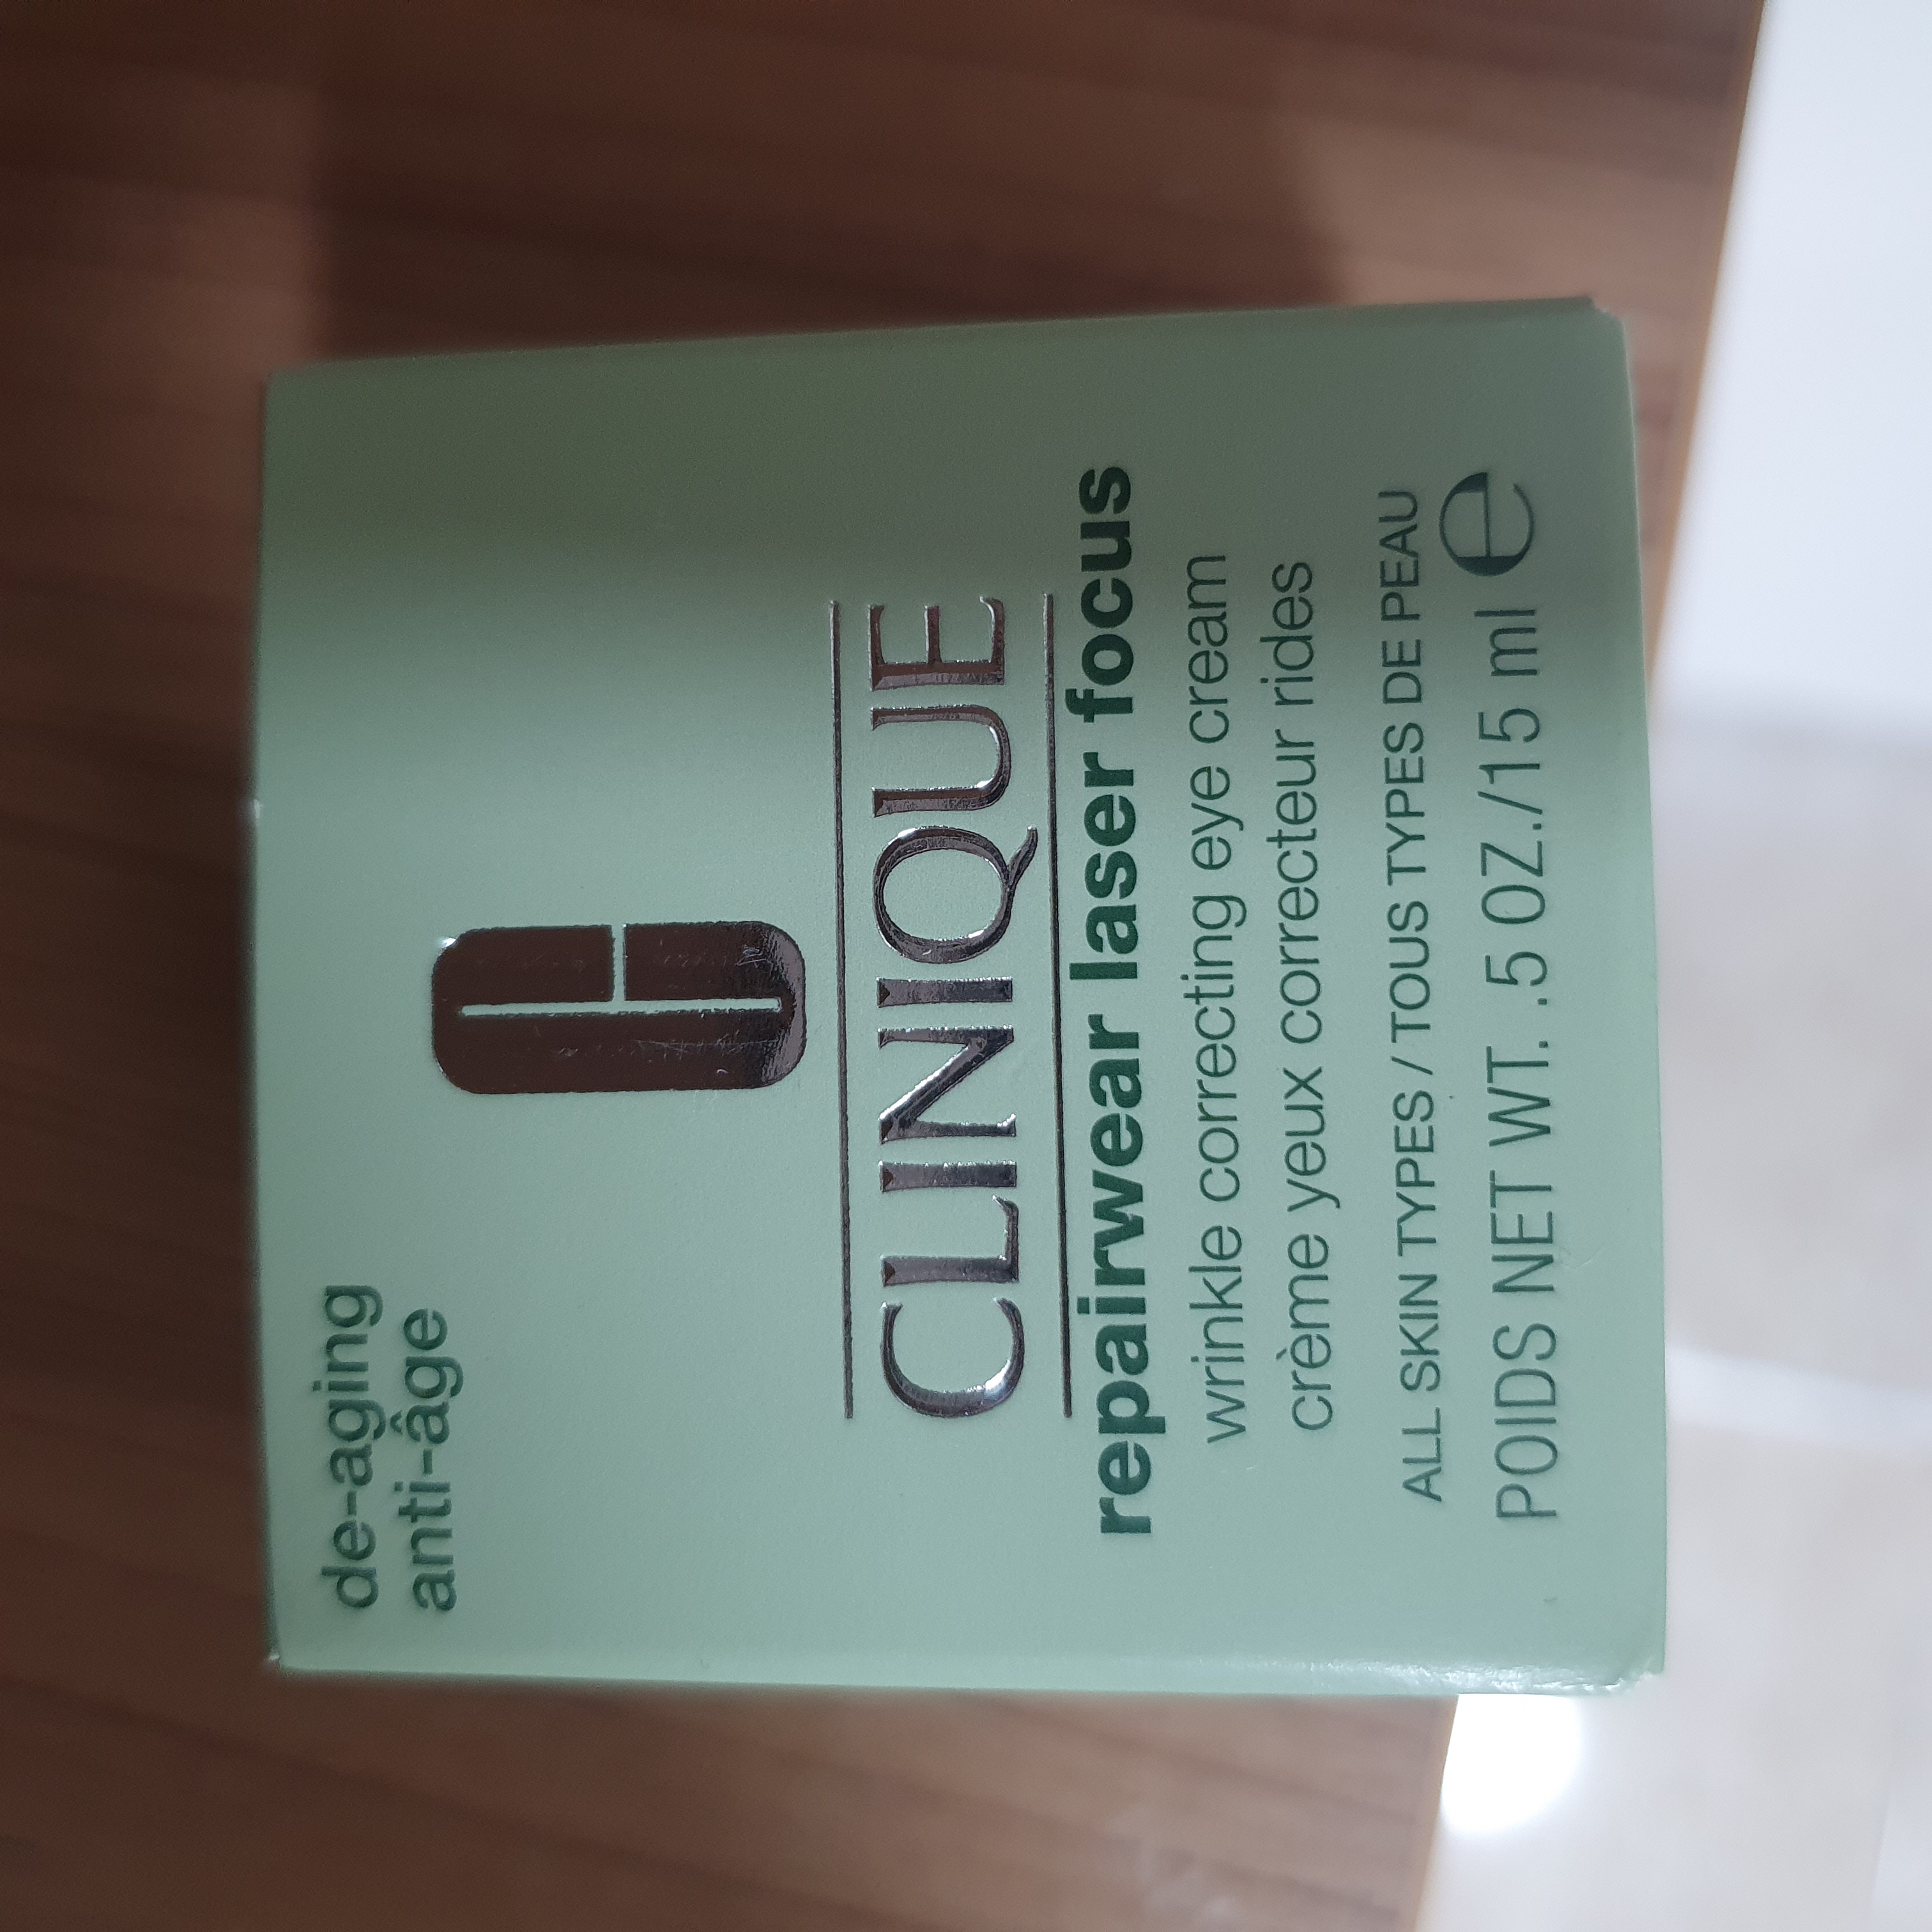 de-aging
anti-âge
CLINIQUE
repairwear laser focus
wrinkle correcting eye cream
crème yeux correcteur rides
ALL SKIN TYPES / TOUS TYPES DE PEAU
POIDS NET WT. .5 OZ./15 ml e